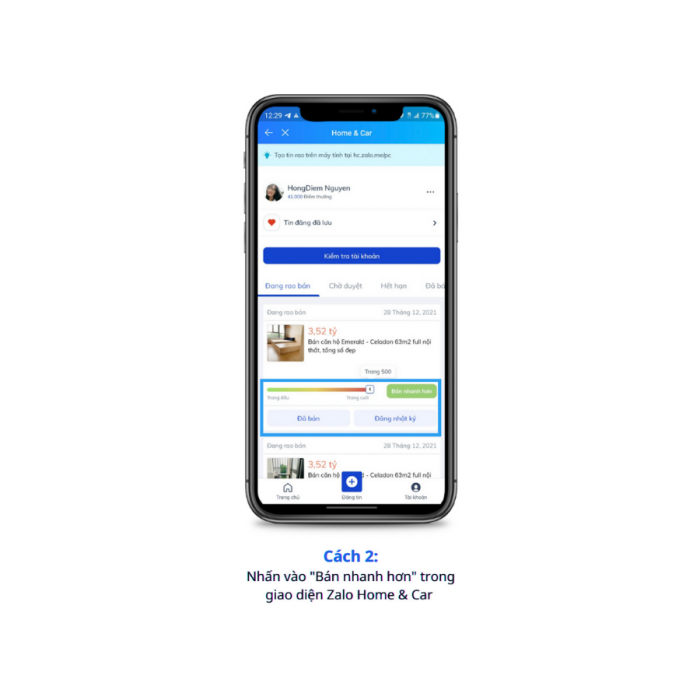 12:29
77%
Home & Car
Tạo tin rao trên máy tính tại hc.zalo.me/pc
HongDiem Nguyen
41.000 Điểm thưởng
Tin đăng đã lưu
Kiểm tra tài khoản
Đang rao bán Chờ duyệt Hết hạn Đã bá
Đang rao bán 28 Tháng 12, 2021
3,52 tỷ
Bán căn hộ Emerald - Celadon 63m2 full nội
thất, tầng số đẹp
Trang 500
Trang đầu Trang cuối Bán nhanh hơn
Đã bán Đăng nhật ký
Đang rao bán 28 Tháng 12, 2021
3,52 tỷ
Bán căn hộ - Celadon 63m2 full nội
Trang chủ Đăng tin Tài khoản
Cách 2:
Nhấn vào "Bán nhanh hơn" trong
giao diện Zalo Home & Car